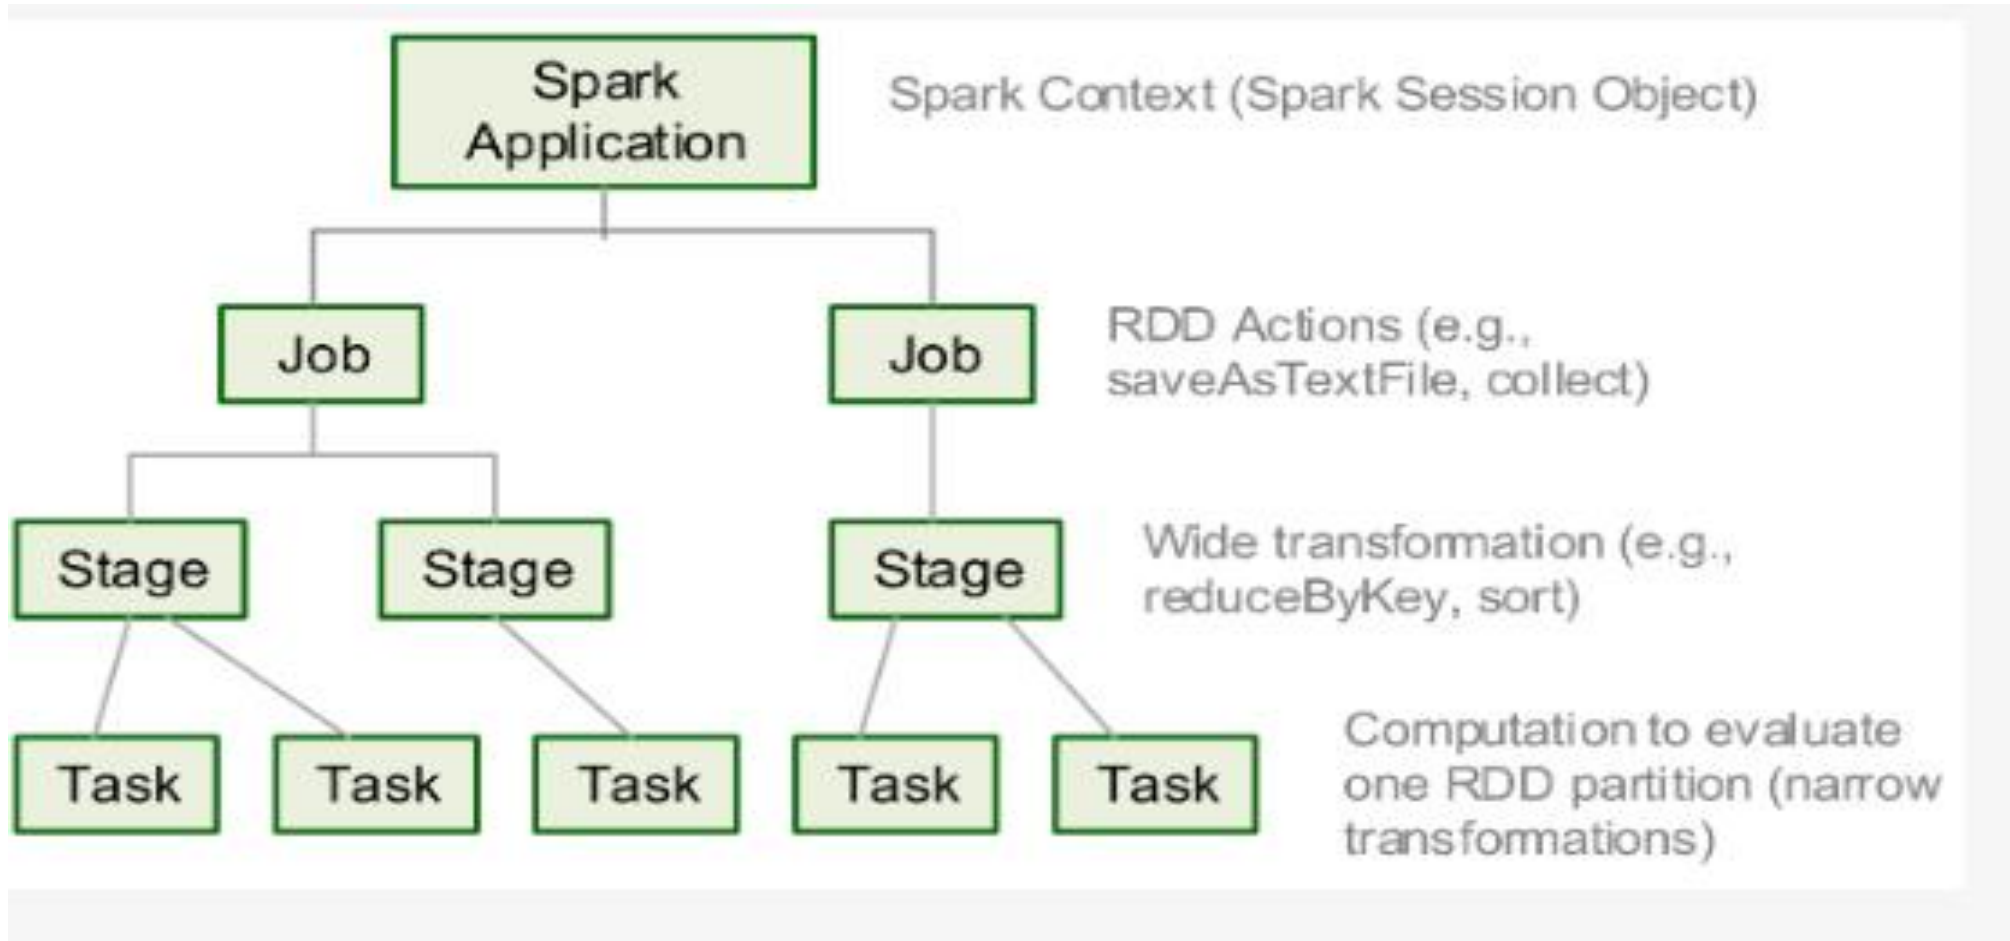 Spark
Application
Spark Context (Spark Session Object)
Job
Job
RDD Actions (e.g.,
saveAsTextFile, collect)
Stage
Stage
Stage
Wide transformation (e.g.,
reduceByKey, sort)
Task
Task
Task
Task
Task
Computation to evaluate
one RDD partition (narrow
transformations)